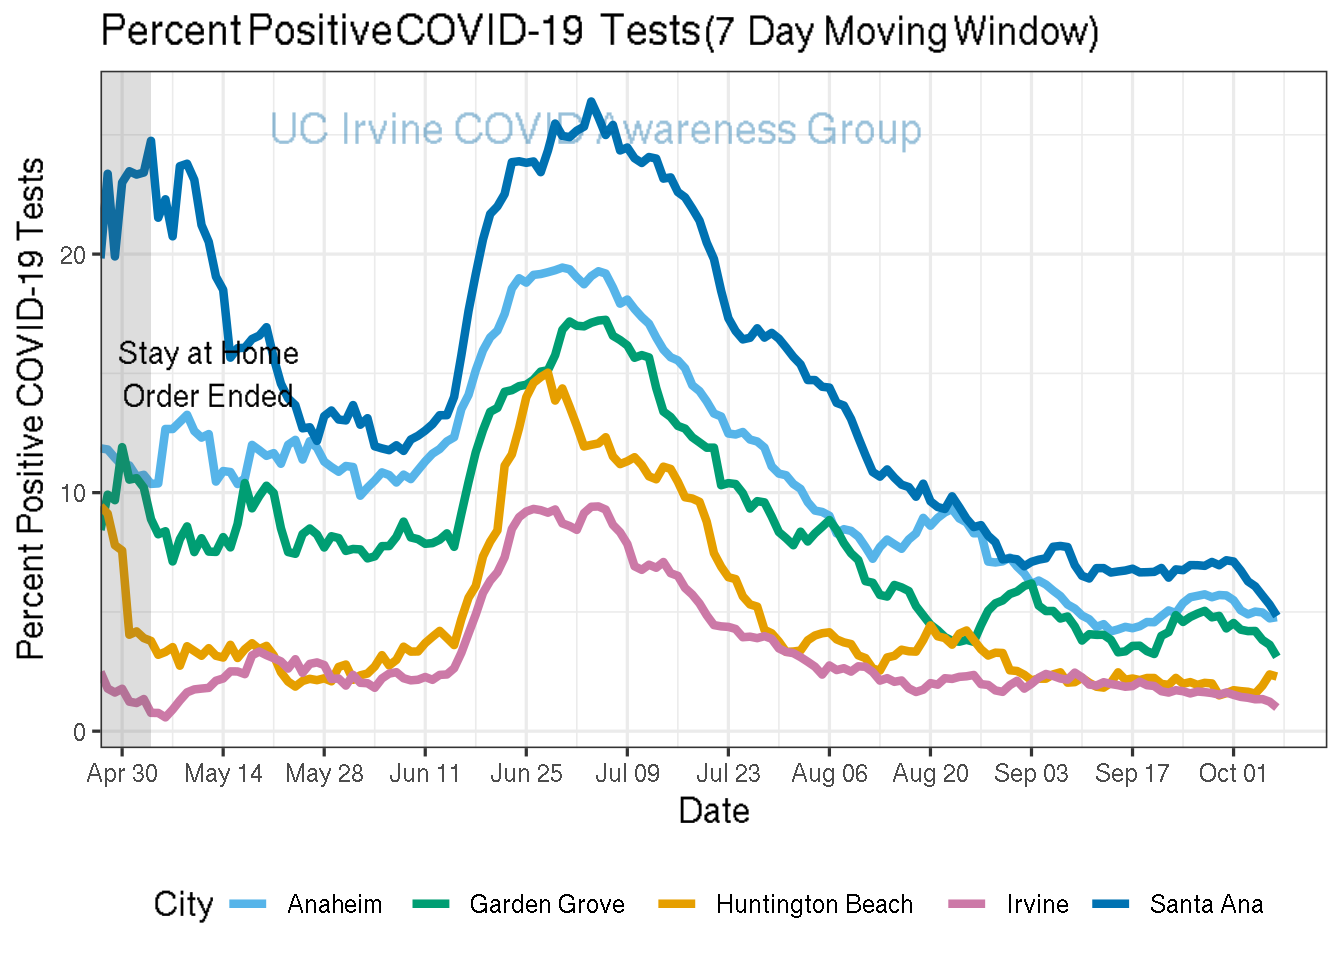 Percent Positive COVID-19 Tests (7 Day Moving Window)
UC Irvine COVID Awareness Group
Percent Positive COVID-19 Tests
20
10
0
Stay at Home
Order Ended
Apr 30 May 14 May 28 Jun 11 Jun 25 Jul 09 Jul 23 Aug 06 Aug 20 Sep 03 Sep 17 Oct 01
Date
City Anaheim Garden Grove Huntington Beach Irvine Santa Ana